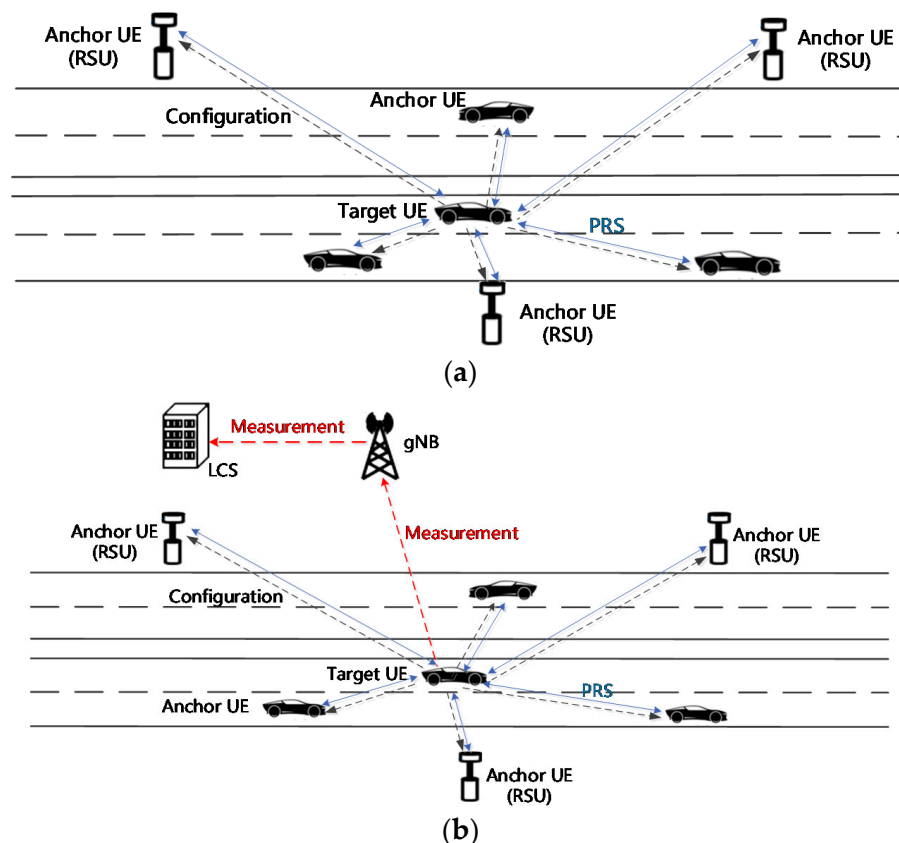 Anchor UE
(RSU)
Anchor UE
(RSU)
Configuration
Anchor UE
Target UE
PRS
Anchor UE
(RSU)
(a)
Measurement
gNB
LCS
Measurement
Anchor UE
(RSU)
Anchor UE
(RSU)
Configuration
Target UE
PRS
Anchor UE
Anchor UE
(RSU)
(b)